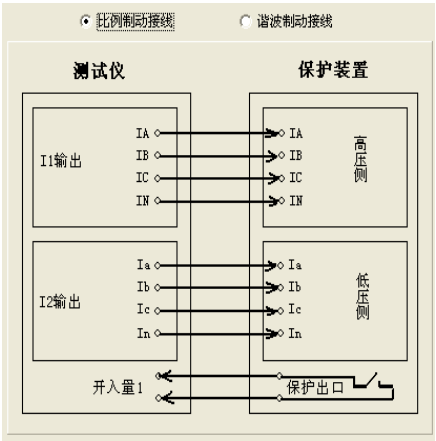 比例制动接线 谐波制动接线
测试仪 保护装置
IA IA
IB IB
I1输出 高压侧
IC IC
IN IN
Ia Ia
Ib Ib
I2输出 低压侧
Ic Ic
In In
开入量1 保护出口